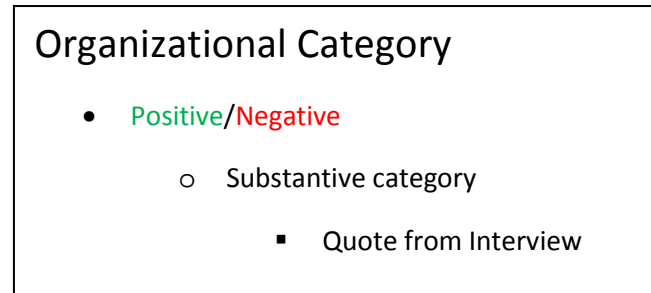 Organizational Category
• Positive/Negative
o Substantive category
▪ Quote from Interview